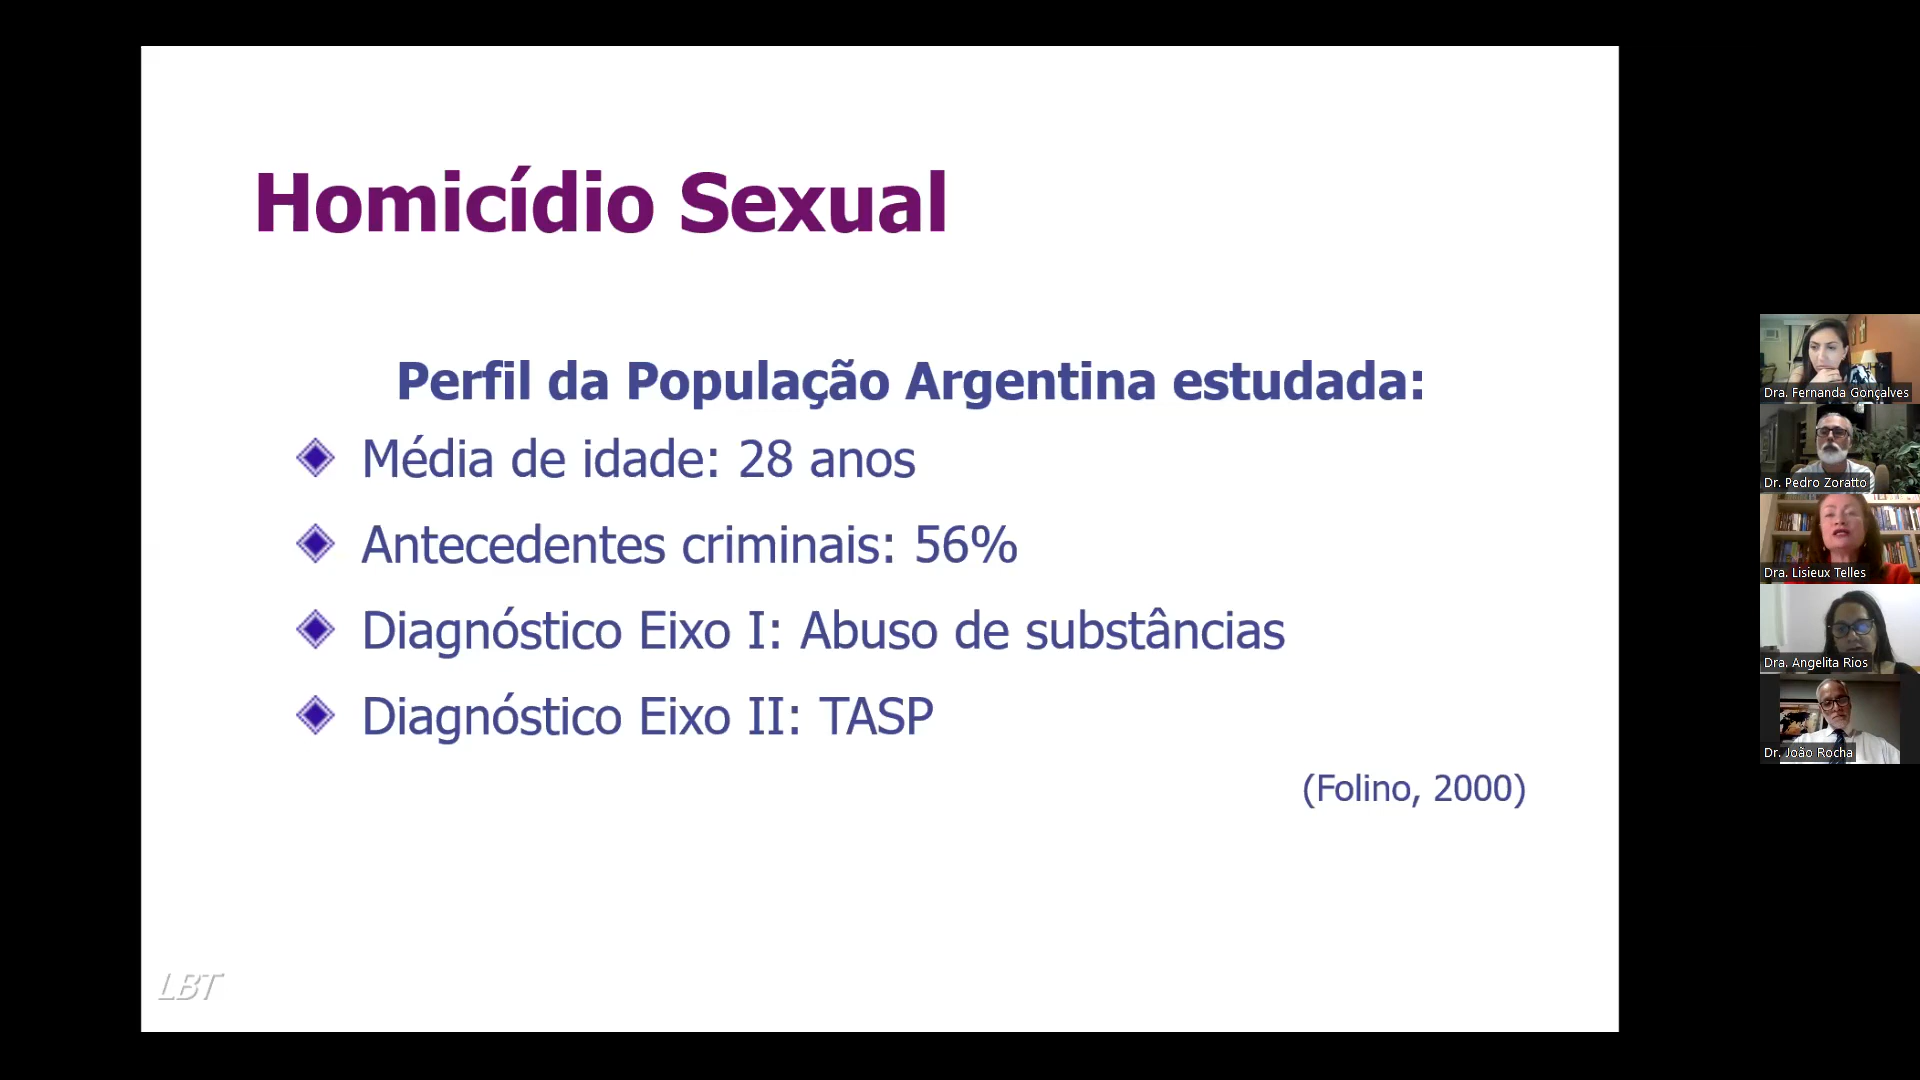 Homicídio Sexual
Perfil da População Argentina estudada:
Média de idade: 28 anos
Antecedentes criminais: 56%
Diagnóstico Eixo I: Abuso de substâncias
Diagnóstico Eixo II: TASP
(Folino, 2000)
LBT
Dra. Fernanda Gonçalves
Dr. Pedro Zoratto
Dra. Lisieux Telles
Dra. Angelita Rios
Dr. João Rocha